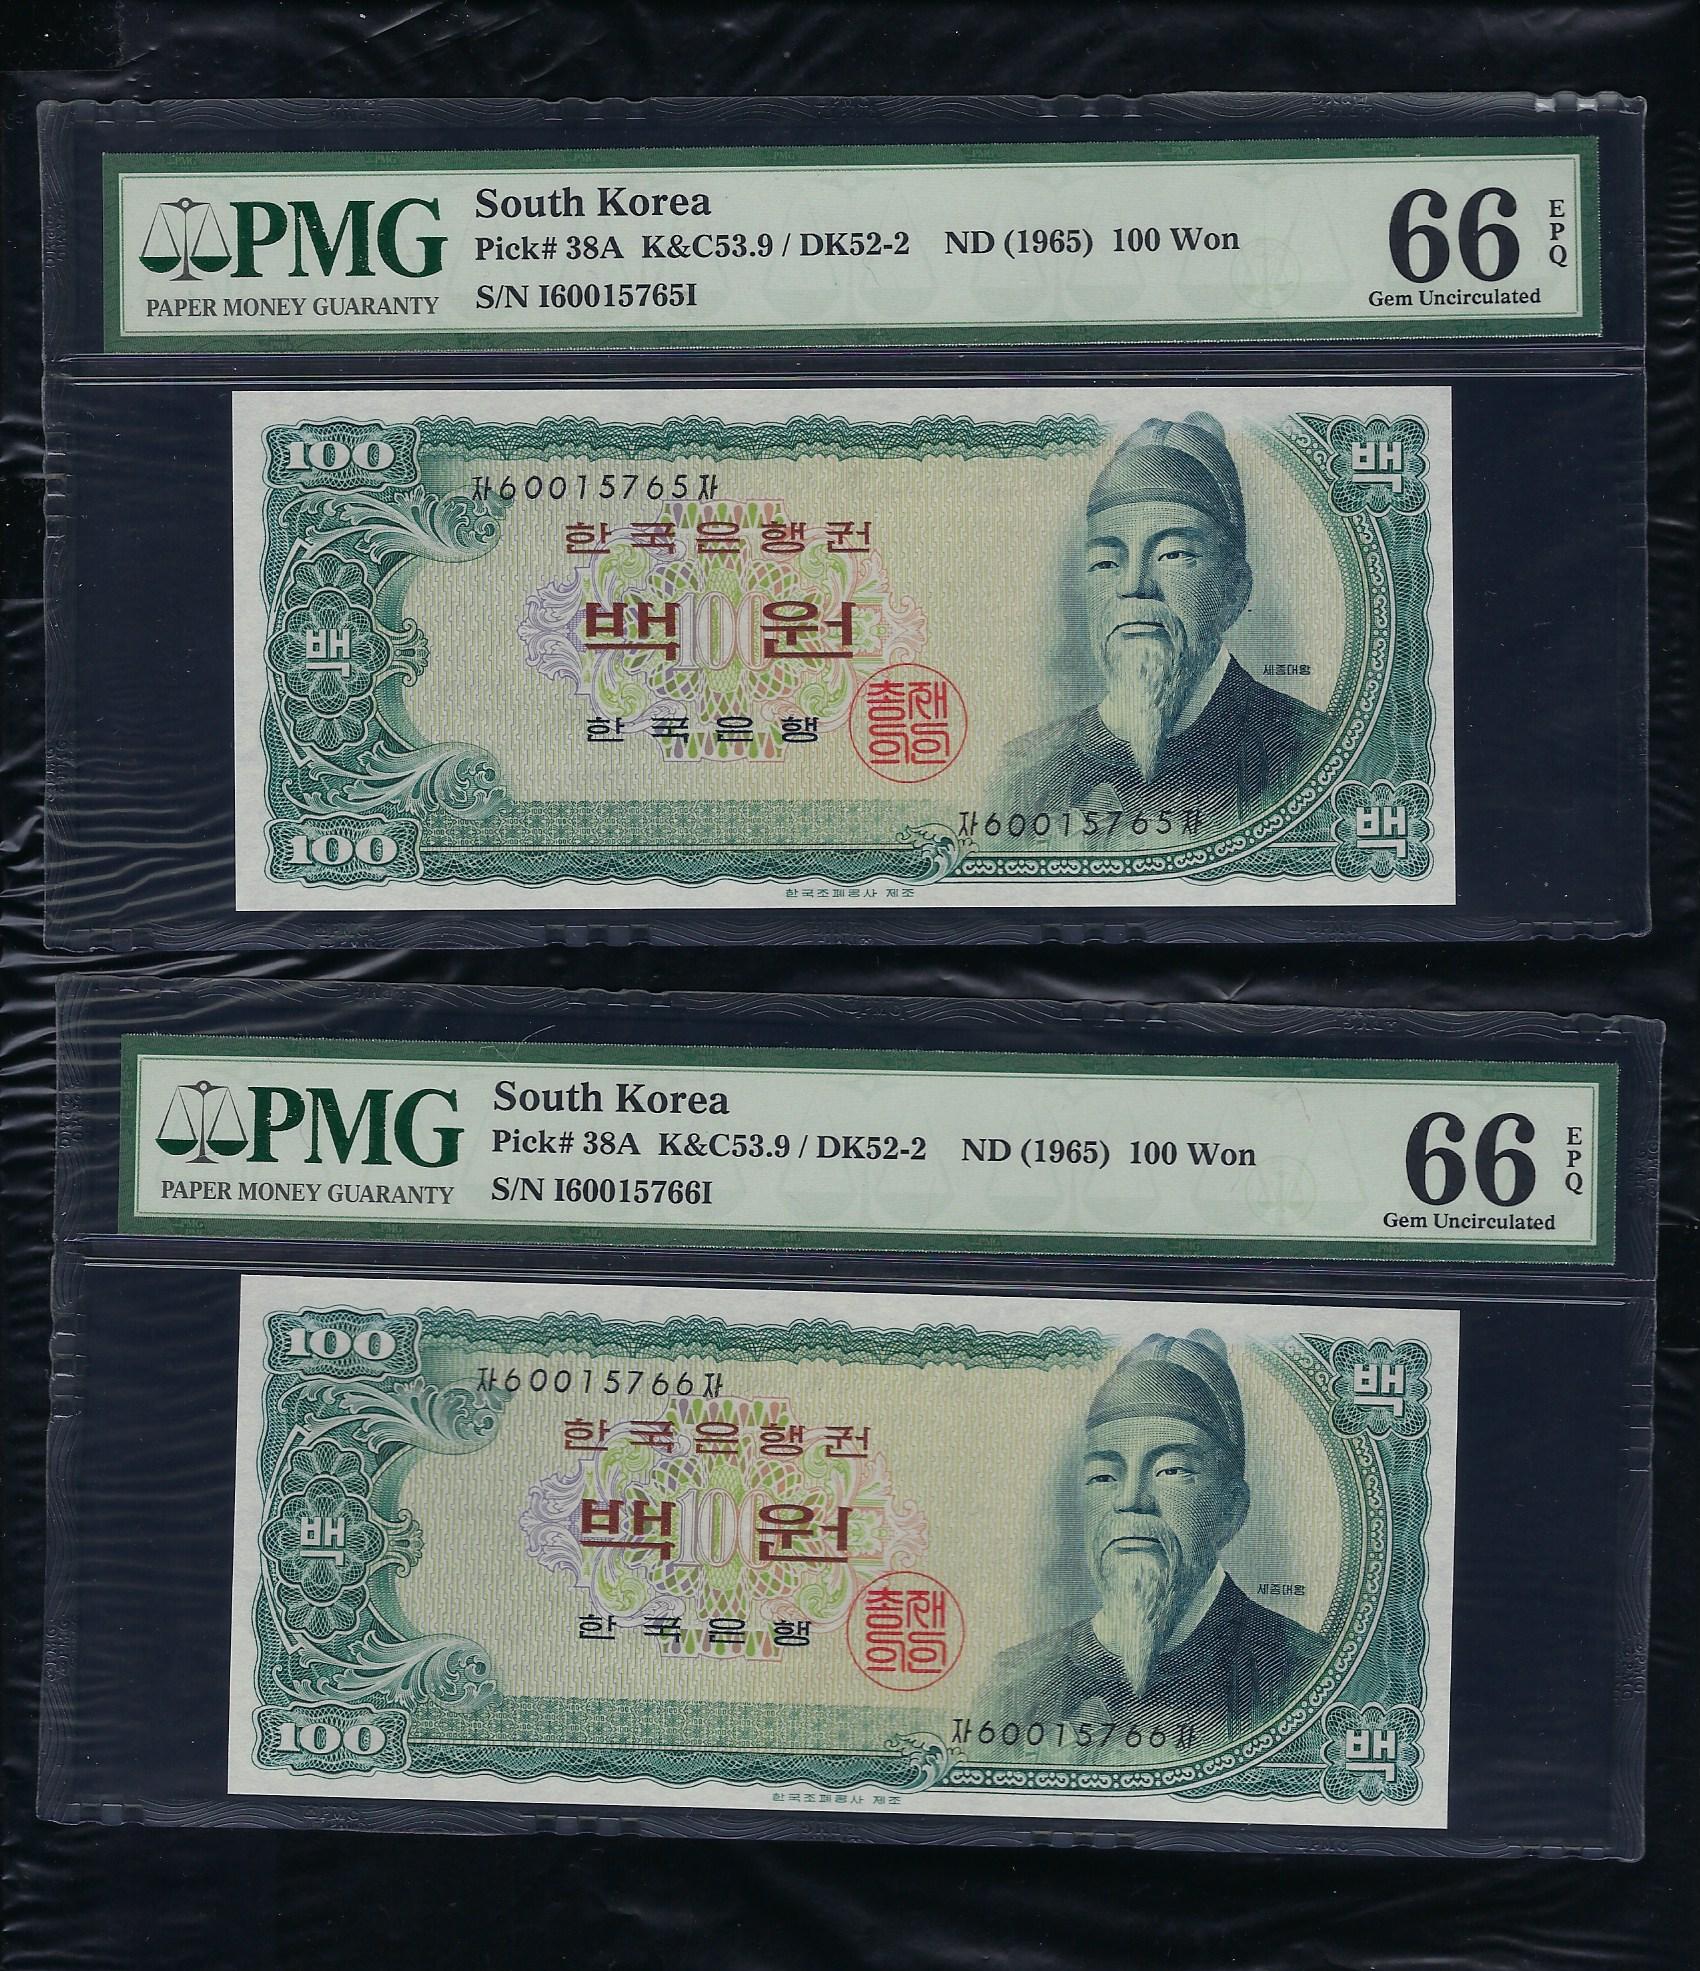 PMG
PAPER MONEY GUARANTY
South Korea
Pick# 38A K&C53.9 / DK52-2 ND (1965) 100 Won
S/N I60015765I
66
EPQ
Gem Uncirculated
100
백
자60015765자
한국은행권
백 100 원
백
세종대왕
한국은행
총재의인
자60015765자
100
백
한국조폐공사 제조
PMG
PAPER MONEY GUARANTY
South Korea
Pick# 38A K&C53.9 / DK52-2 ND (1965) 100 Won
S/N I60015766I
66
EPQ
Gem Uncirculated
100
백
자60015766자
한국은행권
백 100 원
백
세종대왕
한국은행
총재의인
자60015766자
100
백
한국조폐공사 제조